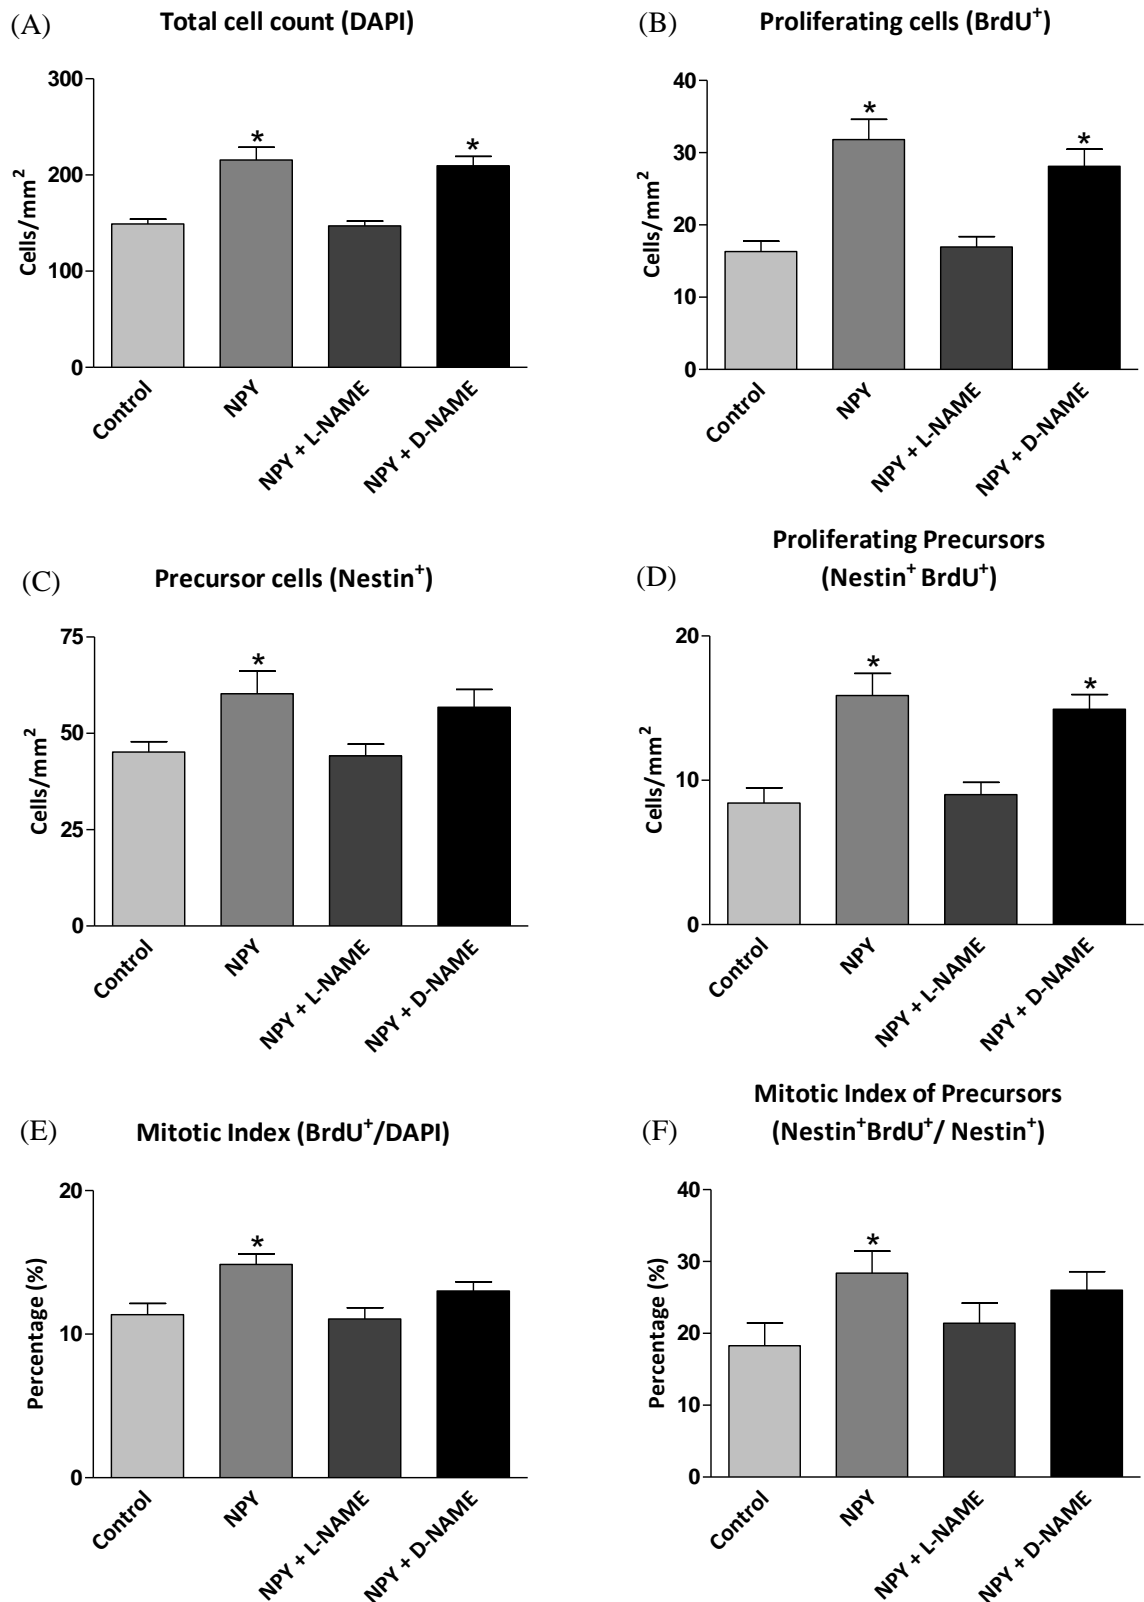 (A) Total cell count (DAPI)
Cells/mm²
300
200
100
0
*
*
Control
NPY
NPY + L-NAME
NPY + D-NAME
(B) Proliferating cells (BrdU⁺)
Cells/mm²
40
30
20
10
0
*
*
Control
NPY
NPY + L-NAME
NPY + D-NAME
(C) Precursor cells (Nestin⁺)
Cells/mm²
75
50
25
0
*
Control
NPY
NPY + L-NAME
NPY + D-NAME
Proliferating Precursors
(D) (Nestin⁺ BrdU⁺)
Cells/mm²
20
10
0
*
*
Control
NPY
NPY + L-NAME
NPY + D-NAME
(E) Mitotic Index (BrdU⁺/DAPI)
Percentage (%)
20
10
0
*
Control
NPY
NPY + L-NAME
NPY + D-NAME
Mitotic Index of Precursors
(F) (Nestin⁺BrdU⁺/ Nestin⁺)
Percentage (%)
40
30
20
10
0
*
Control
NPY
NPY + L-NAME
NPY + D-NAME